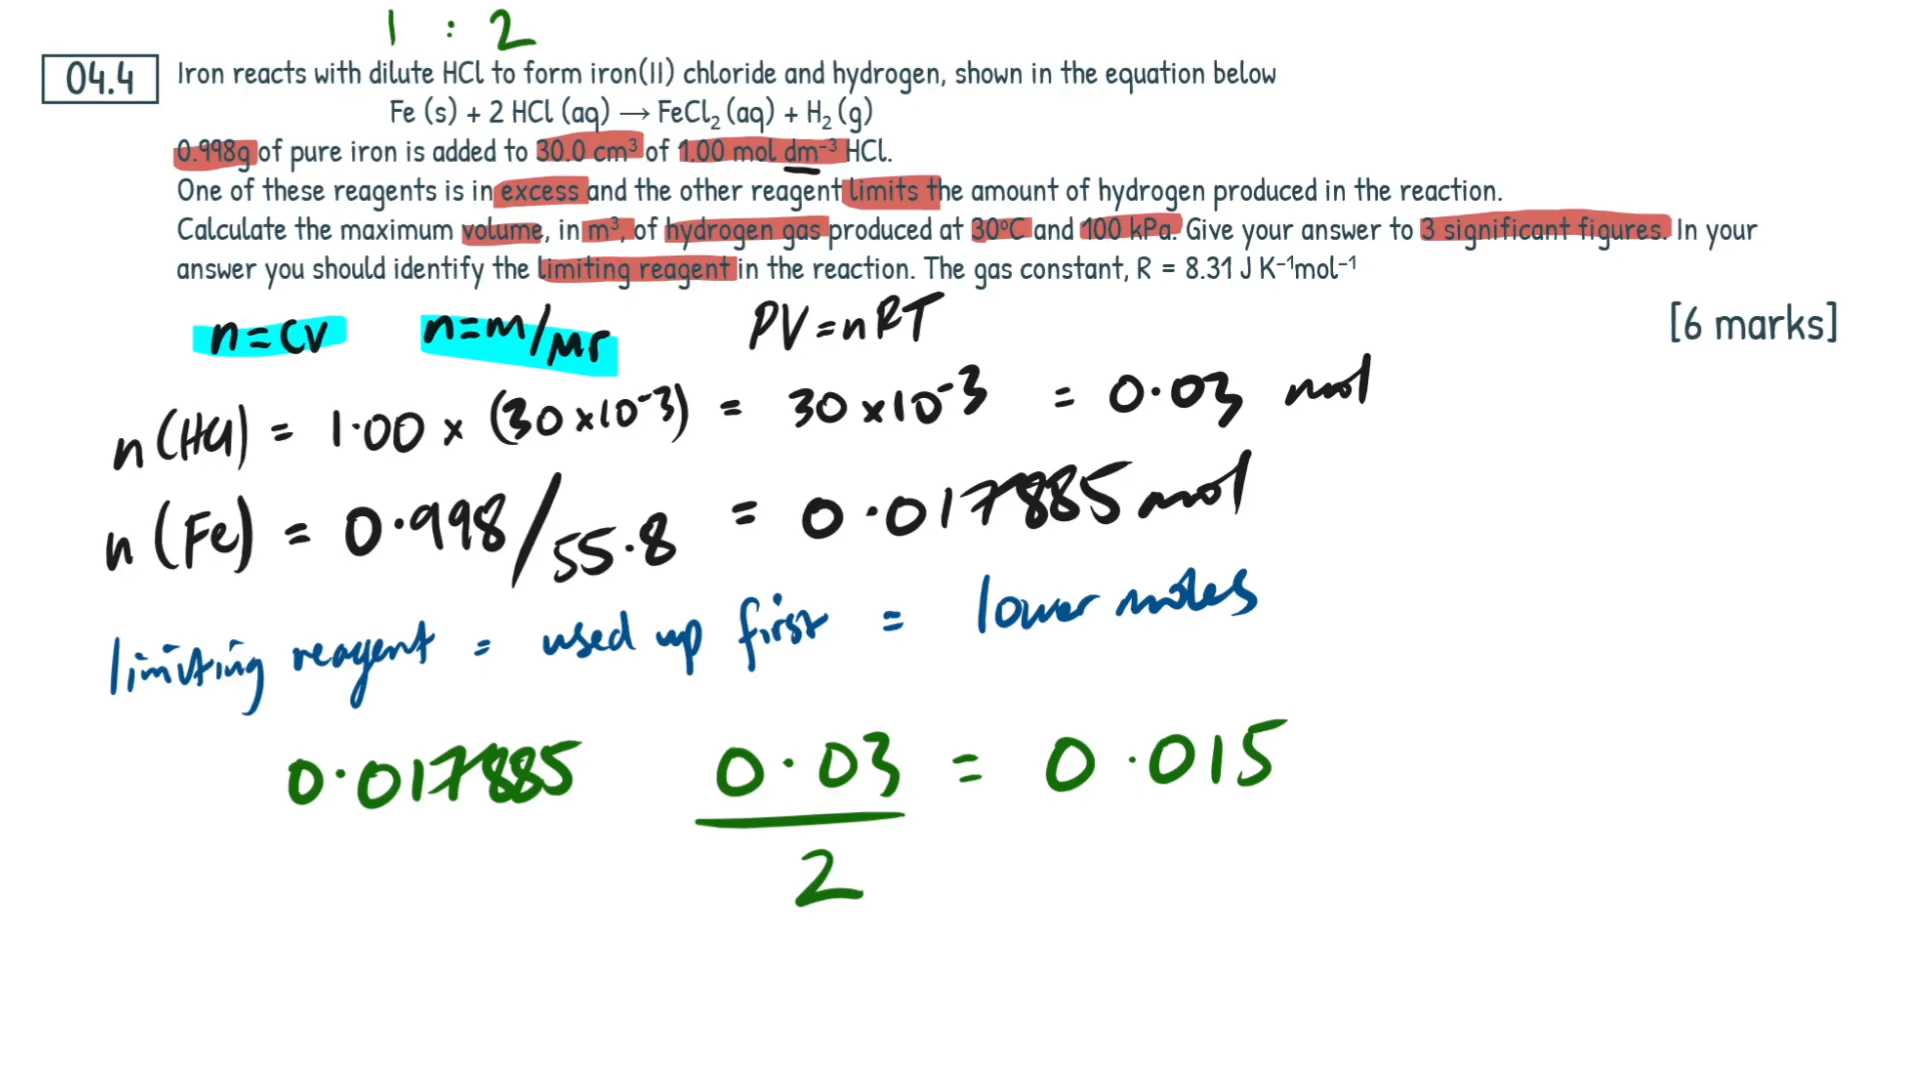 1 : 2
04.4 Iron reacts with dilute HCl to form iron(II) chloride and hydrogen, shown in the equation below
Fe (s) + 2 HCl (aq) → FeCl₂ (aq) + H₂ (g)
0.998g of pure iron is added to 30.0 cm³ of 1.00 mol dm⁻³ HCl.
One of these reagents is in excess and the other reagent limits the amount of hydrogen produced in the reaction.
Calculate the maximum volume, in m³, of hydrogen gas produced at 30°C and 100 kPa. Give your answer to 3 significant figures. In your
answer you should identify the limiting reagent in the reaction. The gas constant, R = 8.31 J K⁻¹mol⁻¹
[6 marks]
n=cv n=m/Mr PV=nRT
n(HCl) = 1.00 × (30×10⁻³) = 30×10⁻³ = 0.03 mol
n(Fe) = 0.998/55.8 = 0.017885 mol
limiting reagent = used up first = lower moles
0.017885 0.03 = 0.015
2